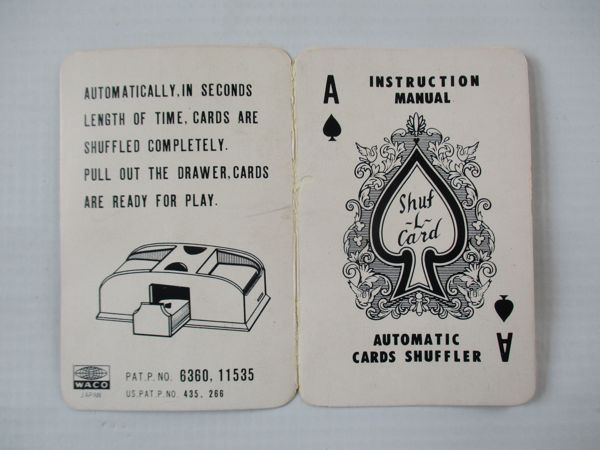 AUTOMATICALLY, IN SECONDS
LENGTH OF TIME, CARDS ARE
SHUFFLED COMPLETELY.
PULL OUT THE DRAWER, CARDS
ARE READY FOR PLAY.
WACO
JAPAN
PAT.P.NO. 6360, 11535
US.PAT.P.NO. 435, 266
A
INSTRUCTION
MANUAL
Shuf
-L-
Card
AUTOMATIC
CARDS SHUFFLER
A